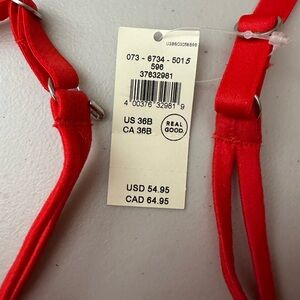 073 - 6734 - 5015
596
37632981
4 00376 32981 9
US 36B
CA 36B
REAL
GOOD.
USD 54.95
CAD 64.95